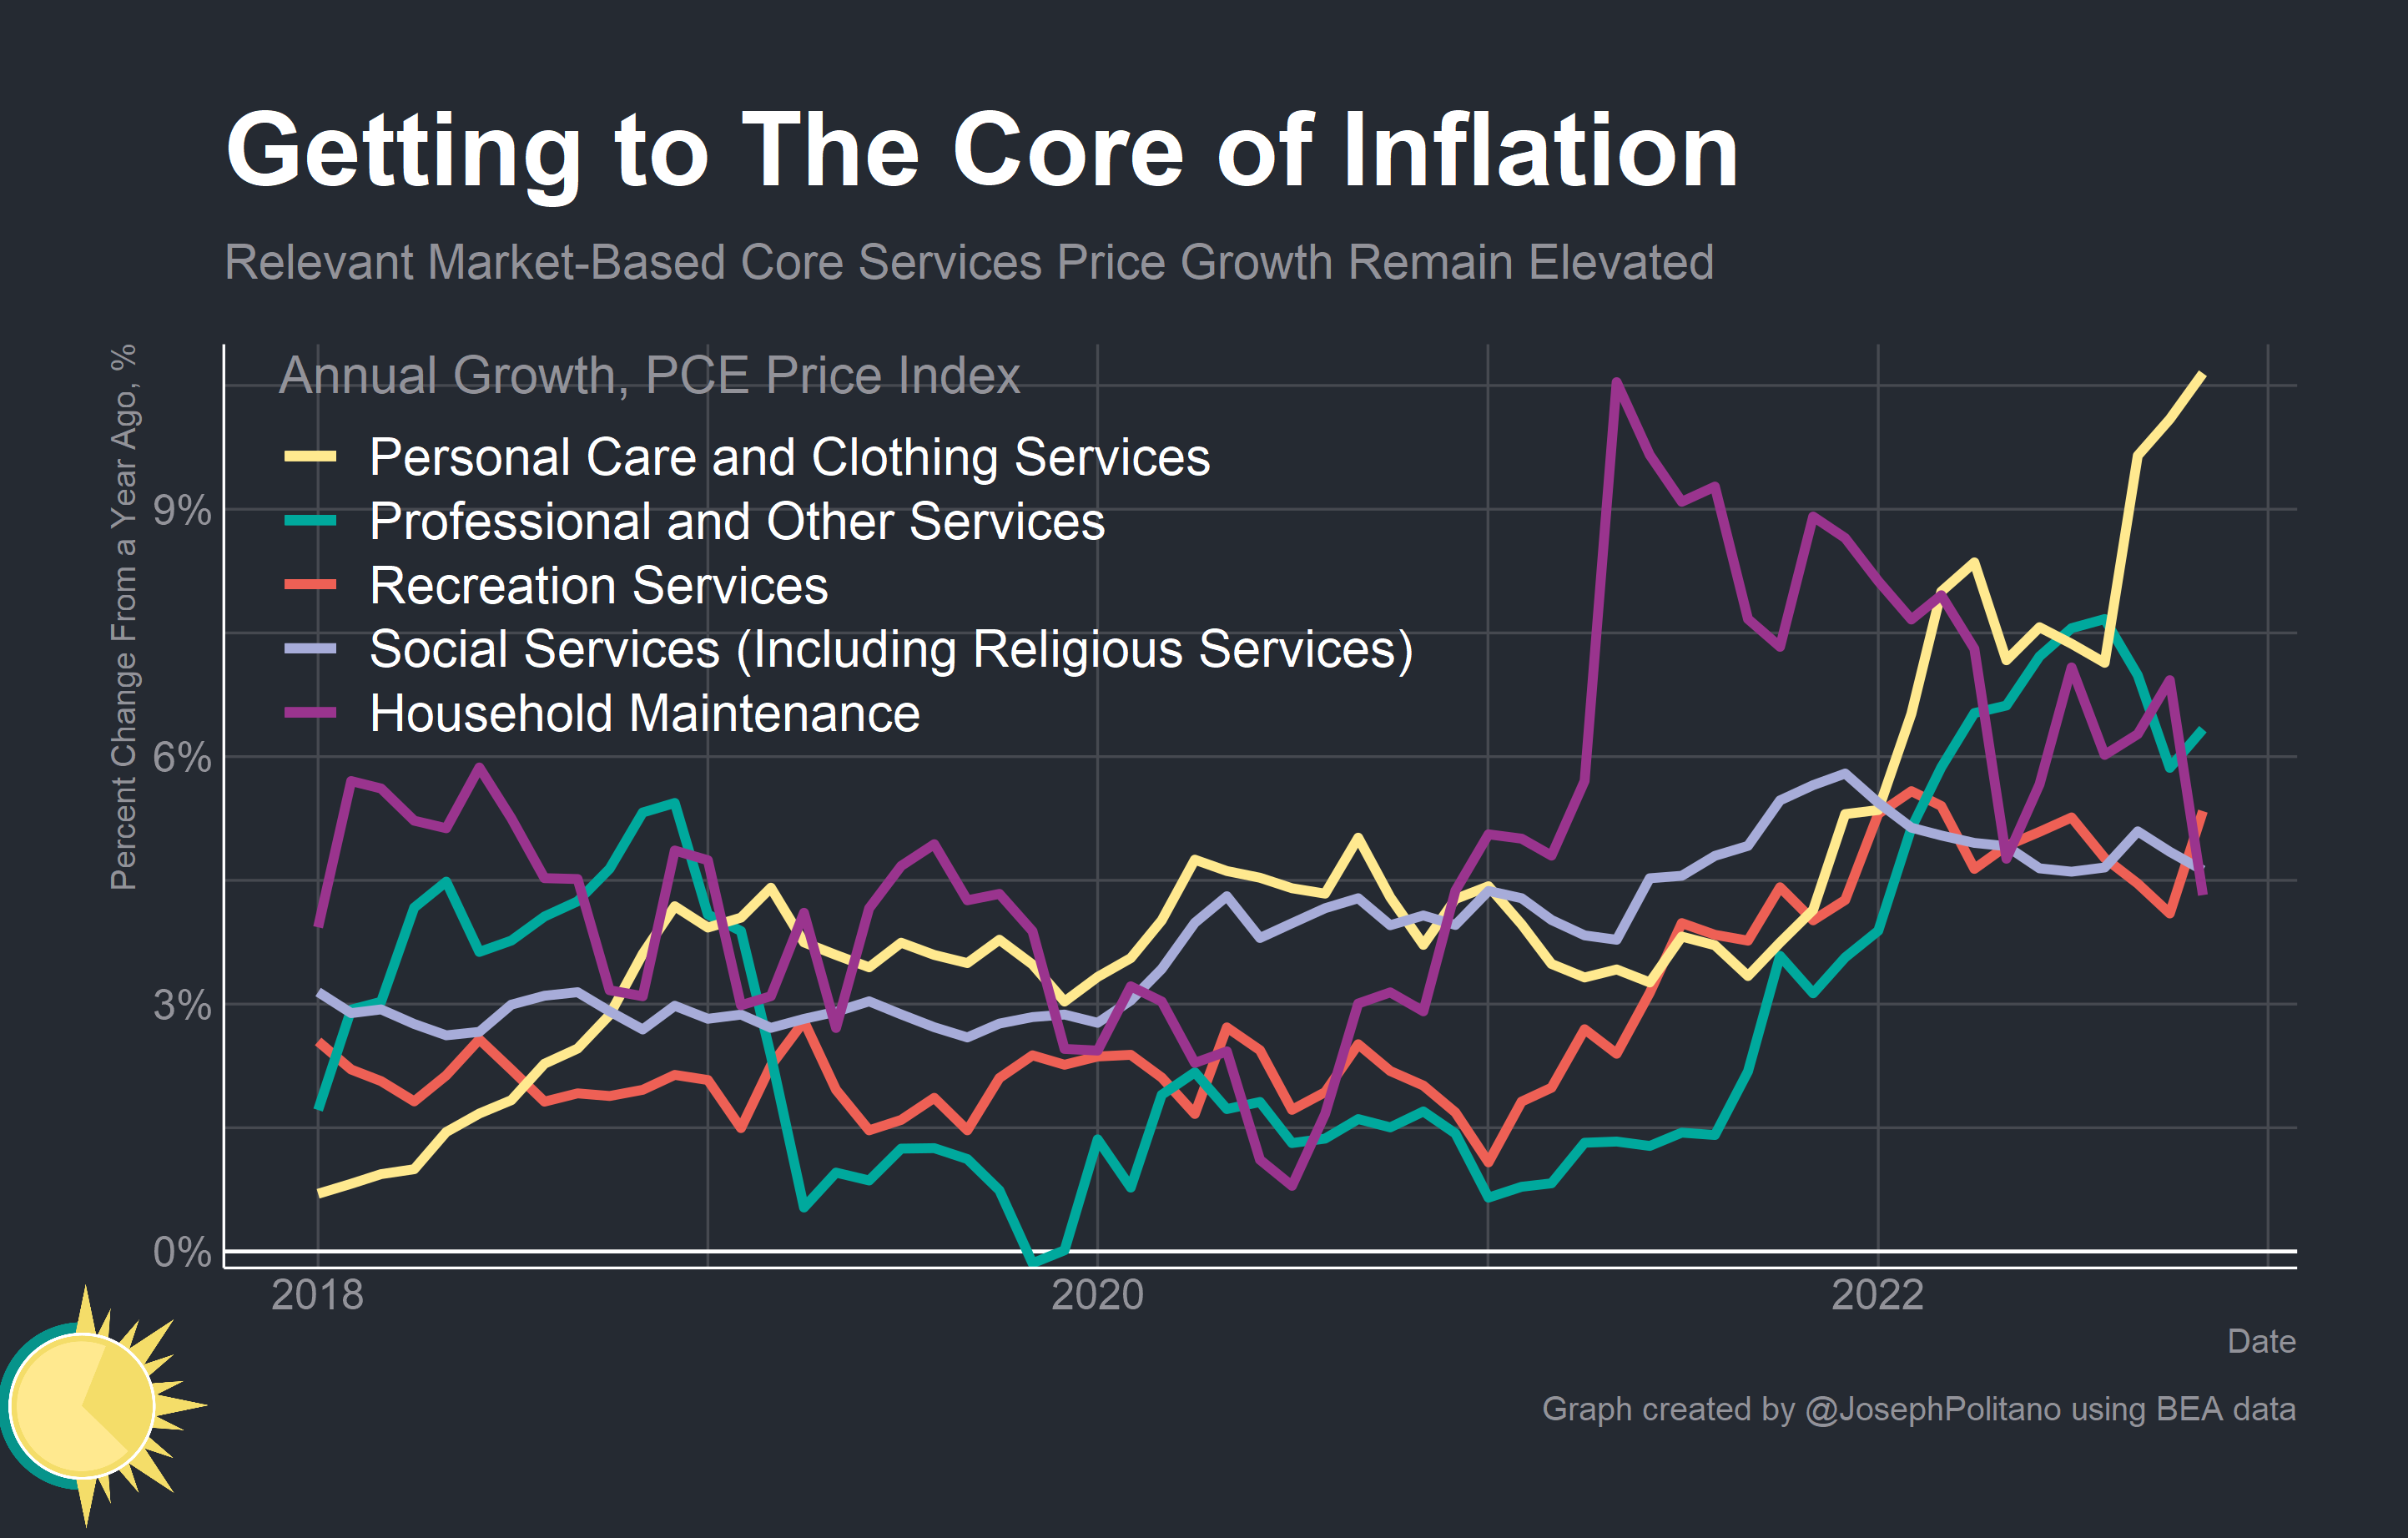 Getting to The Core of Inflation
Relevant Market-Based Core Services Price Growth Remain Elevated
Percent Change From a Year Ago, %
Annual Growth, PCE Price Index
Personal Care and Clothing Services
Professional and Other Services
Recreation Services
Social Services (Including Religious Services)
Household Maintenance
9%
6%
3%
0%
2018
2020
2022
Date
Graph created by @JosephPolitano using BEA data